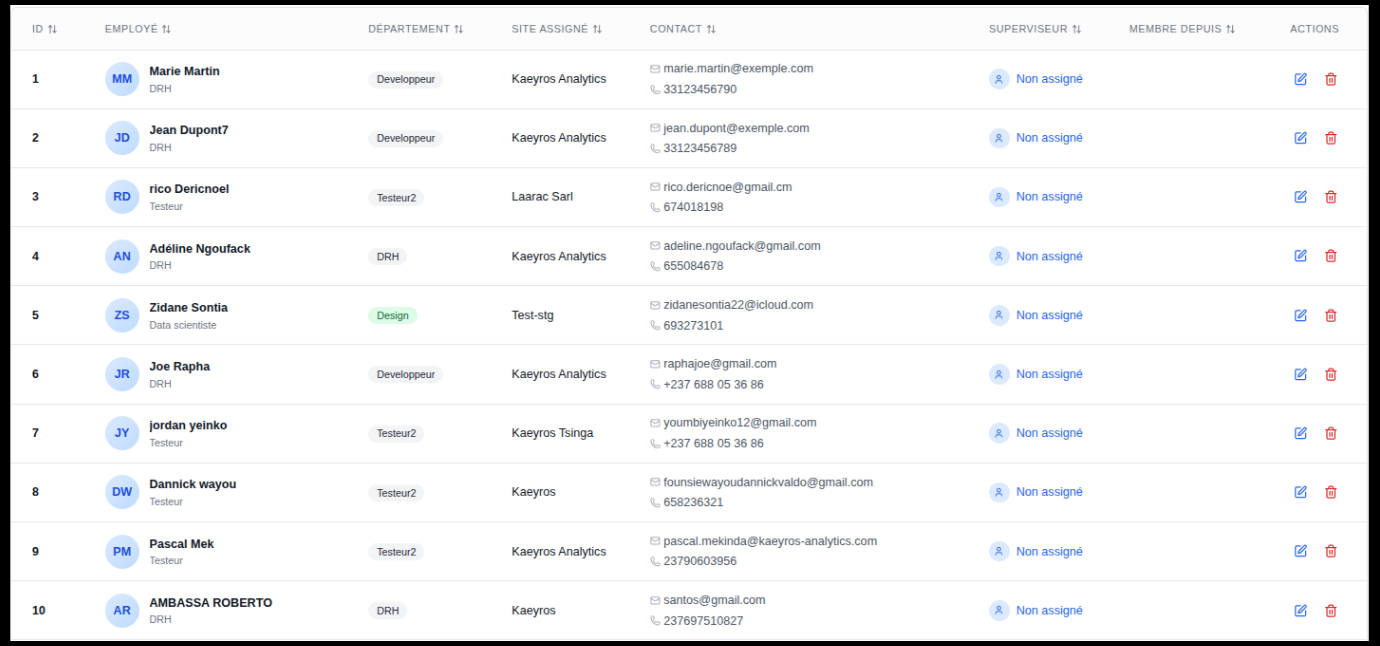 ID EMPLOYÉ DÉPARTEMENT SITE ASSIGNÉ CONTACT SUPERVISEUR MEMBRE DEPUIS ACTIONS
1 MM Marie Martin Developpeur Kaeyros Analytics marie.martin@exemple.com Non assigné
DRH 33123456790
2 JD Jean Dupont7 Developpeur Kaeyros Analytics jean.dupont@exemple.com Non assigné
DRH 33123456789
3 RD rico Dericnoel Testeur2 Laarac Sarl rico.dericnoe@gmail.cm Non assigné
Testeur 674018198
4 AN Adéline Ngoufack DRH Kaeyros Analytics adeline.ngoufack@gmail.com Non assigné
DRH 655084678
5 ZS Zidane Sontia Design Test-stg zidanesontia22@icloud.com Non assigné
Data scientiste 693273101
6 JR Joe Rapha Developpeur Kaeyros Analytics raphajoe@gmail.com Non assigné
DRH +237 688 05 36 86
7 JY jordan yeinko Testeur2 Kaeyros Tsinga youmbiyeinko12@gmail.com Non assigné
Testeur +237 688 05 36 86
8 DW Dannick wayou Testeur2 Kaeyros founsiewayoudannickvaldo@gmail.com Non assigné
Testeur 658236321
9 PM Pascal Mek Testeur2 Kaeyros Analytics pascal.mekinda@kaeyros-analytics.com Non assigné
Testeur 23790603956
10 AR AMBASSA ROBERTO DRH Kaeyros santos@gmail.com Non assigné
DRH 237697510827